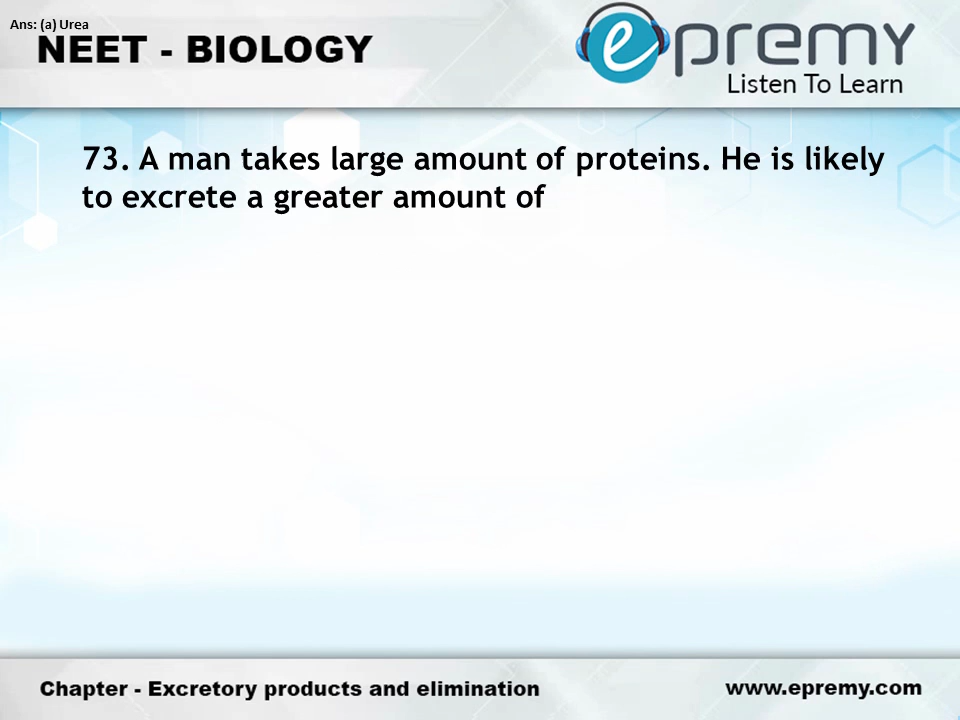 Ans: (a) Urea
NEET - BIOLOGY
epremy
Listen To Learn
73. A man takes large amount of proteins. He is likely
to excrete a greater amount of
Chapter - Excretory products and elimination
www.epremy.com